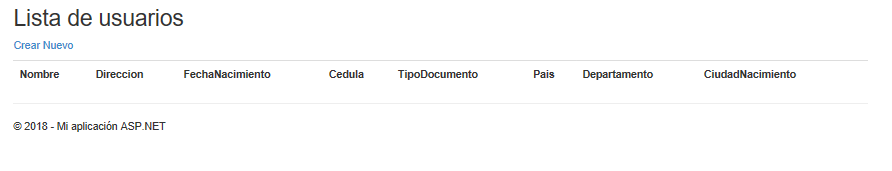 Lista de usuarios
Crear Nuevo
Nombre Direccion FechaNacimiento Cedula TipoDocumento Pais Departamento CiudadNacimiento
© 2018 - Mi aplicación ASP.NET